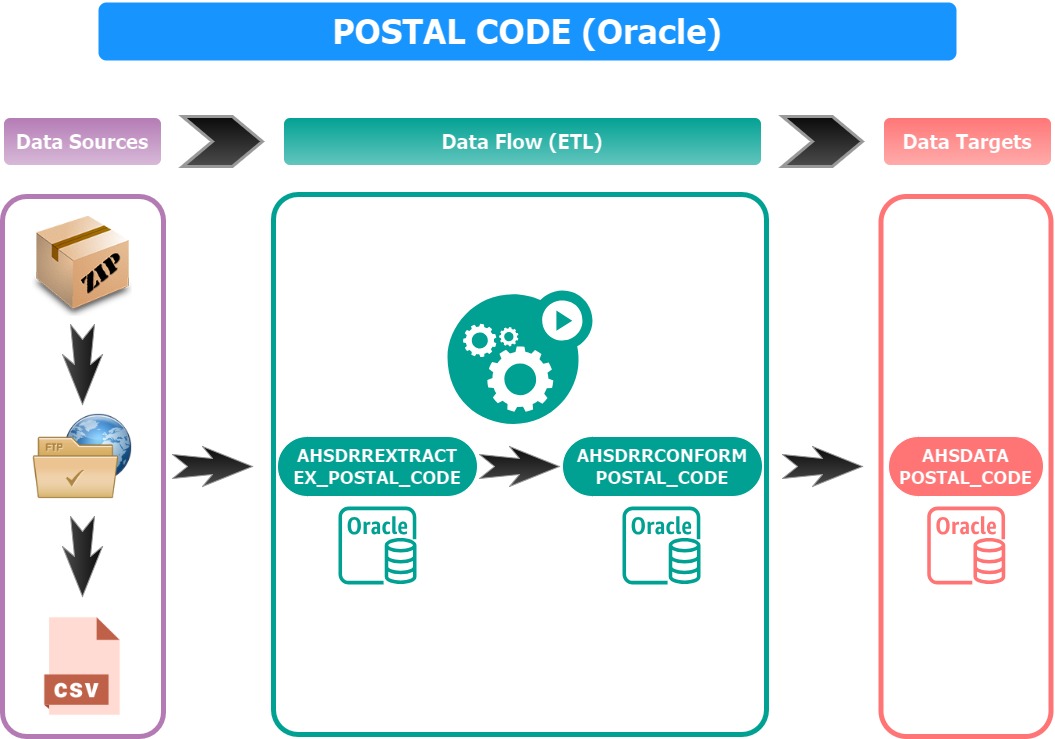 POSTAL CODE (Oracle)
Data Sources
Data Flow (ETL)
Data Targets
ZIP
FTP
CSV
AHSDRREXTRACT
EX_POSTAL_CODE
Oracle
AHSDRRCONFORM
POSTAL_CODE
Oracle
AHSDATA
POSTAL_CODE
Oracle